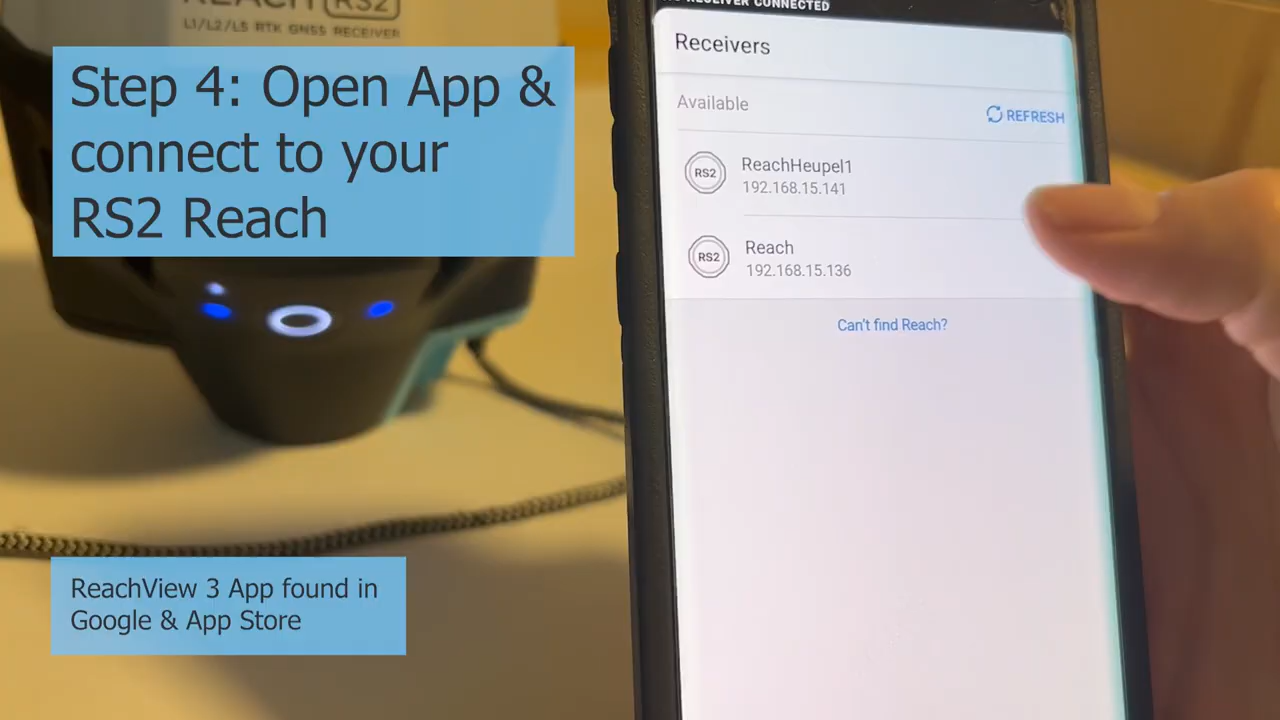 REACH RS2
L1/L2/L5 RTK GNSS RECEIVER
Step 4: Open App &
connect to your
RS2 Reach
RECEIVER CONNECTED
Receivers
Available
REFRESH
RS2
ReachHeupel1
192.168.15.141
RS2
Reach
192.168.15.136
Can't find Reach?
ReachView 3 App found in
Google & App Store